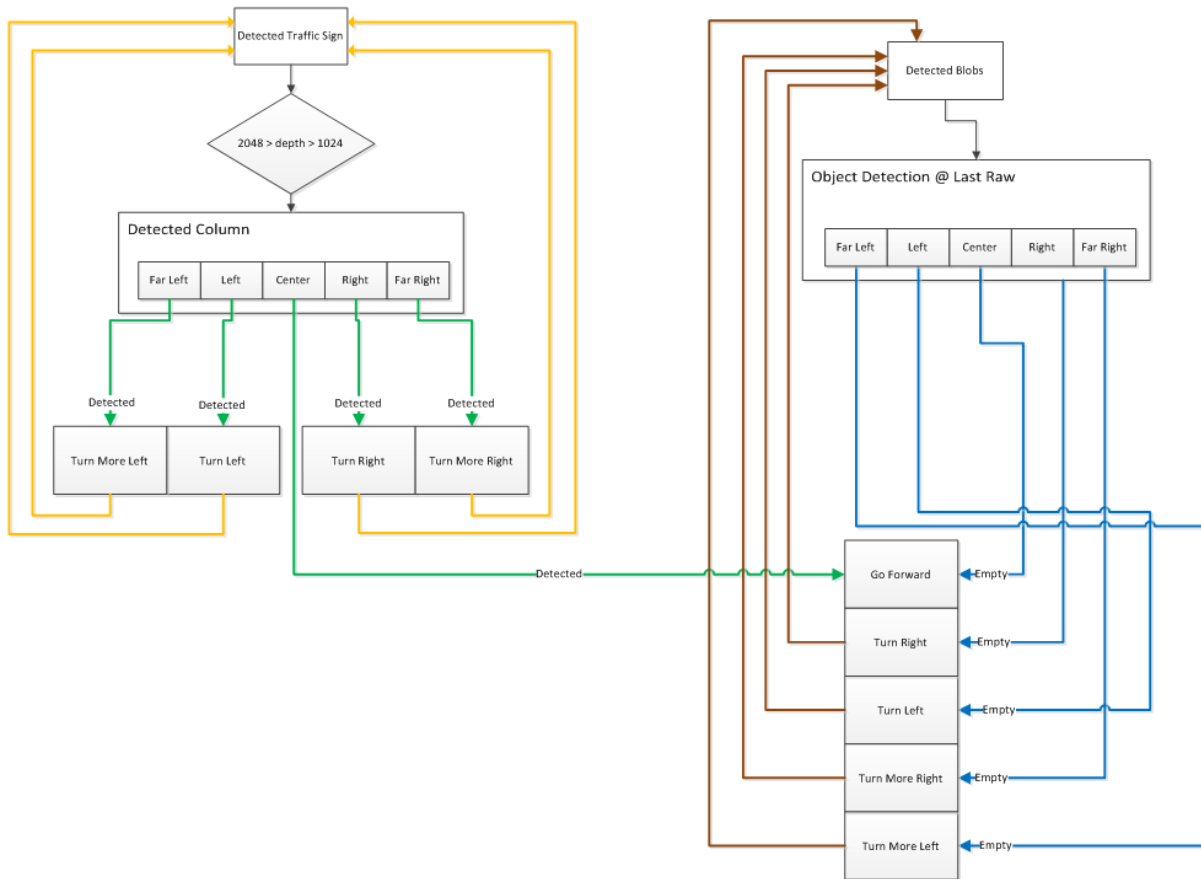 Detected Traffic Sign
2048 > depth > 1024
Detected Column
Far Left
Left
Center
Right
Far Right
Detected
Detected
Detected
Detected
Turn More Left
Turn Left
Turn Right
Turn More Right
Detected
Detected Blobs
Object Detection @ Last Raw
Far Left
Left
Center
Right
Far Right
Go Forward
Empty
Turn Right
Empty
Turn Left
Empty
Turn More Right
Empty
Turn More Left
Empty